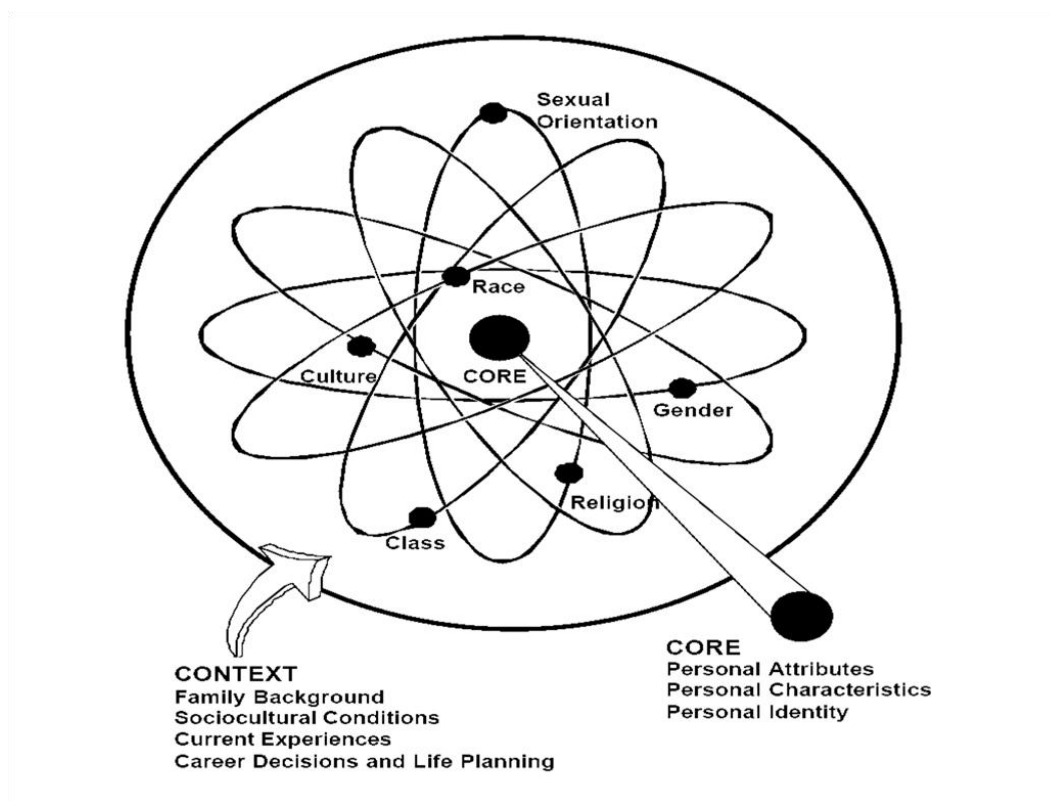 Sexual
Orientation
Race
Culture
CORE
Gender
Religion
Class
CONTEXT
Family Background
Sociocultural Conditions
Current Experiences
Career Decisions and Life Planning
CORE
Personal Attributes
Personal Characteristics
Personal Identity